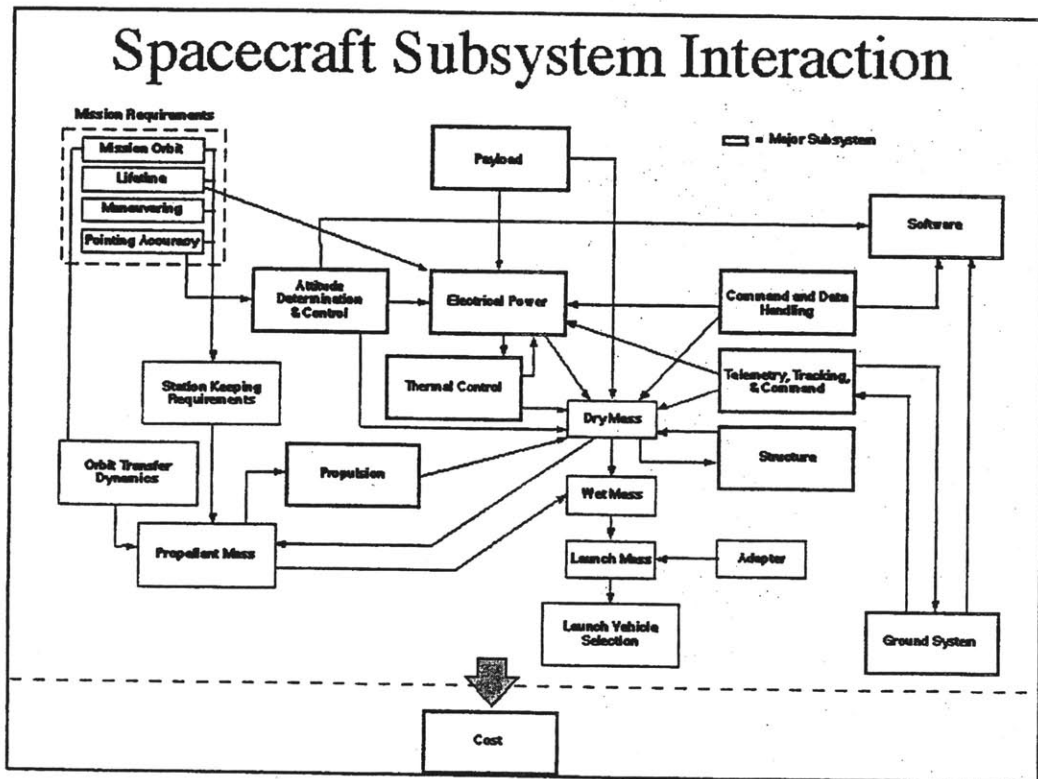 Spacecraft Subsystem Interaction
Mission Requirements
Mission Orbit
Lifetime
Maneuvering
Pointing Accuracy
Payload
= Major Subsystem
Software
Attitude
Determination
& Control
Electrical Power
Command and Data
Handling
Station Keeping
Requirements
Thermal Control
Telemetry, Tracking,
& Command
Dry Mass
Orbit Transfer
Dynamics
Propulsion
Structure
Wet Mass
Propellent Mass
Launch Mass
Adapter
Launch Vehicle
Selection
Ground System
Cost